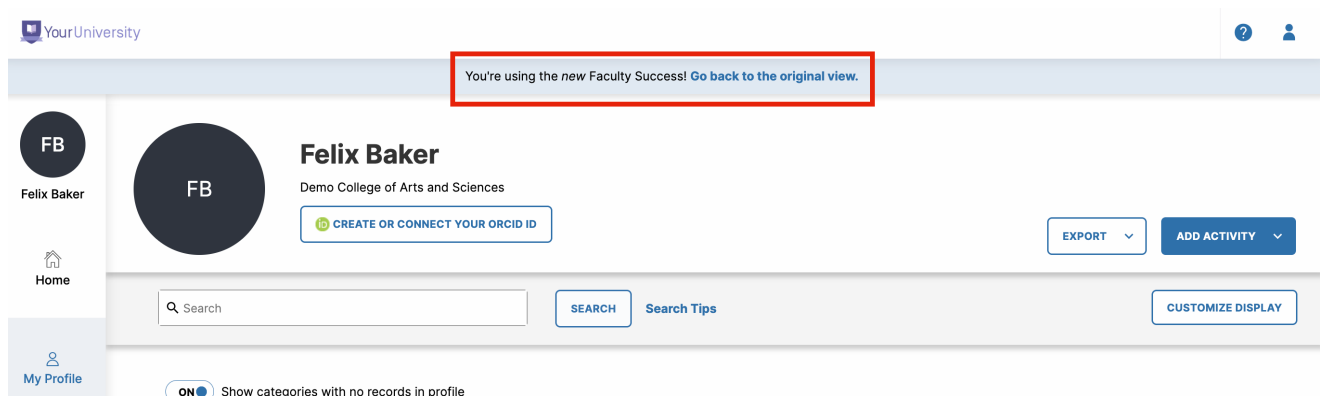 YourUniversity
?
You're using the new Faculty Success! Go back to the original view.
FB
Felix Baker
Home
My Profile
FB
Felix Baker
Demo College of Arts and Sciences
iD CREATE OR CONNECT YOUR ORCID ID
EXPORT
ADD ACTIVITY
Search
SEARCH
Search Tips
CUSTOMIZE DISPLAY
ON
Show categories with no records in profile